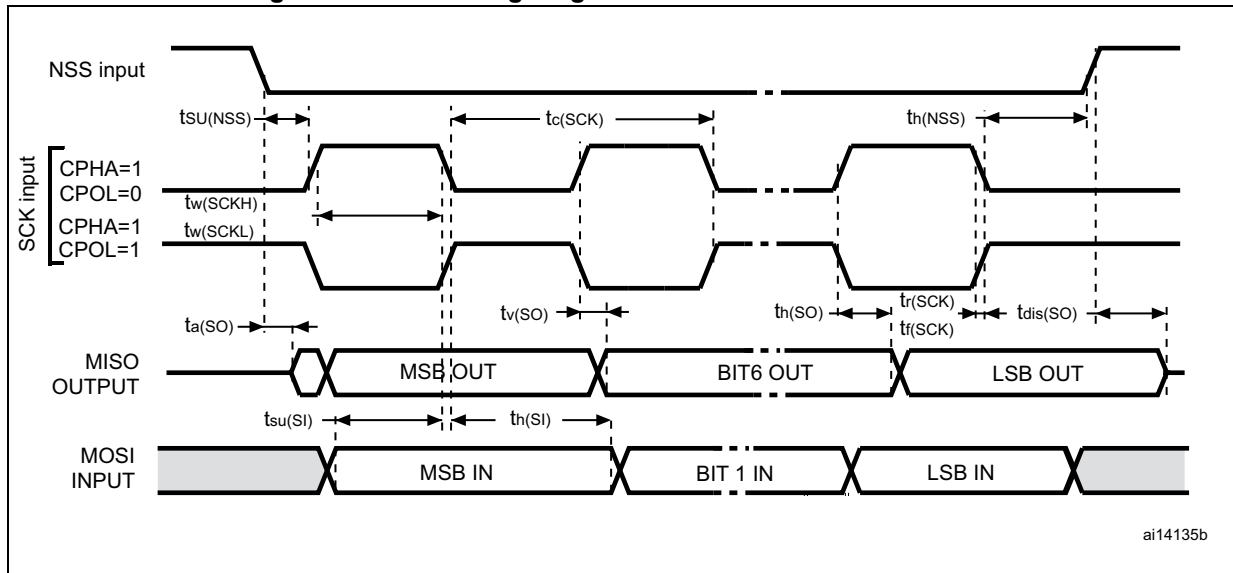 NSS input
tSU(NSS)
tc(SCK)
th(NSS)
SCK input
CPHA=1
CPOL=0
tw(SCKH)
CPHA=1
tw(SCKL)
CPOL=1
ta(SO)
tv(SO)
th(SO)
tr(SCK)
tf(SCK)
tdis(SO)
MISO
OUTPUT
MSB OUT
BIT6 OUT
LSB OUT
tsu(SI)
th(SI)
MOSI
INPUT
MSB IN
BIT 1 IN
LSB IN
ai14135b